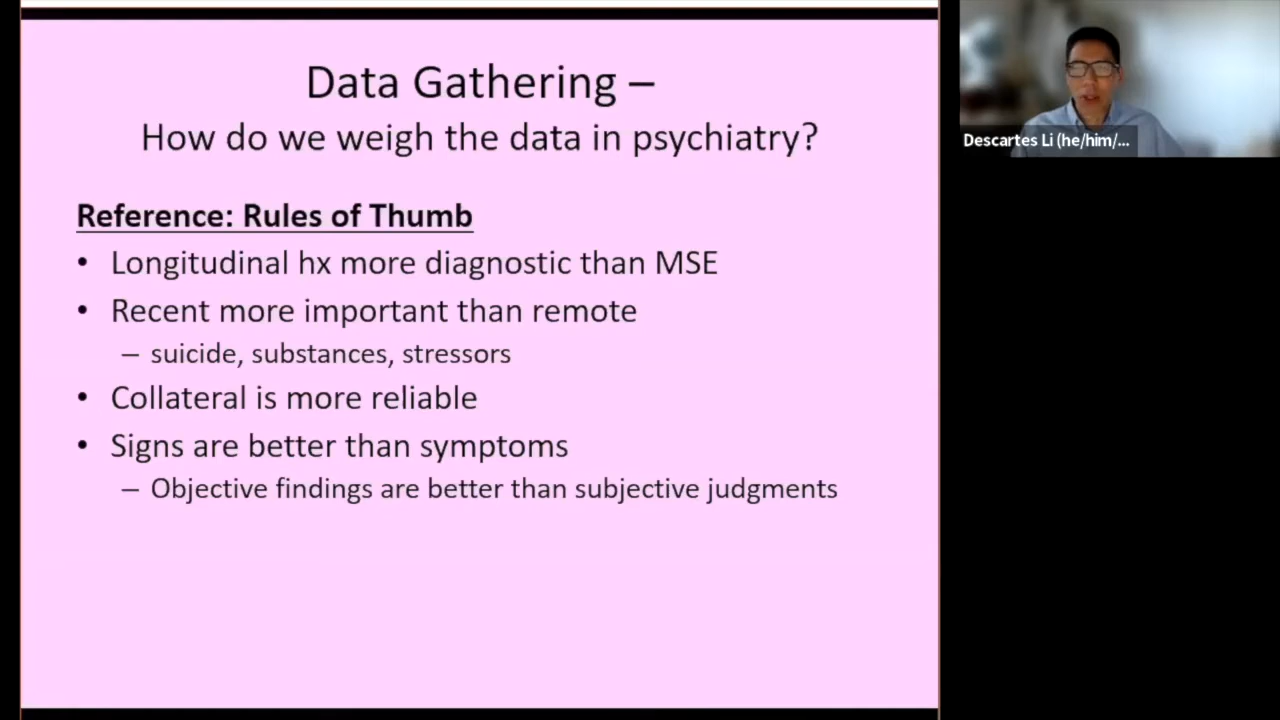 Data Gathering –
How do we weigh the data in psychiatry?
Reference: Rules of Thumb
• Longitudinal hx more diagnostic than MSE
• Recent more important than remote
– suicide, substances, stressors
• Collateral is more reliable
• Signs are better than symptoms
– Objective findings are better than subjective judgments
Descartes Li (he/him/...